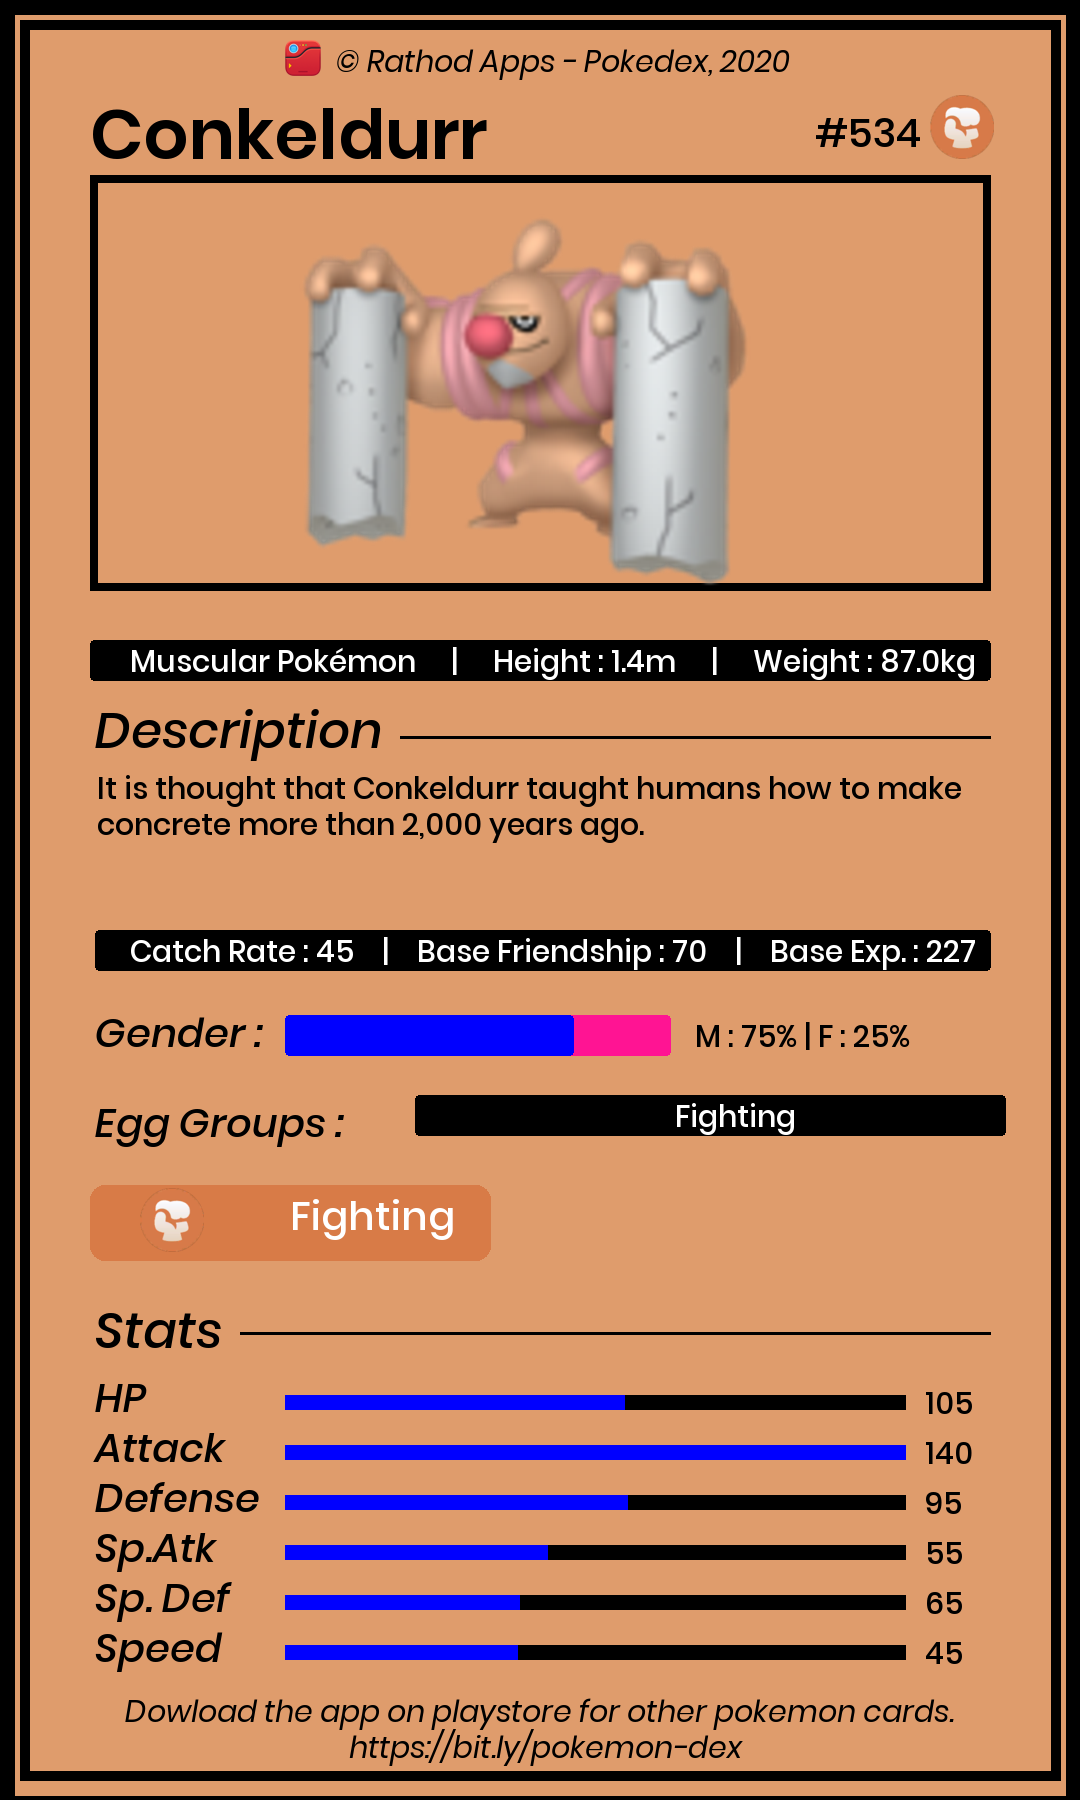 © Rathod Apps - Pokedex, 2020
Conkeldurr
#534
Muscular Pokémon | Height : 1.4m | Weight : 87.0kg
Description
It is thought that Conkeldurr taught humans how to make
concrete more than 2,000 years ago.
Catch Rate : 45 | Base Friendship : 70 | Base Exp. : 227
Gender : M : 75% | F : 25%
Egg Groups : Fighting
Fighting
Stats
HP 105
Attack 140
Defense 95
Sp.Atk 55
Sp. Def 65
Speed 45
Dowload the app on playstore for other pokemon cards.
https://bit.ly/pokemon-dex